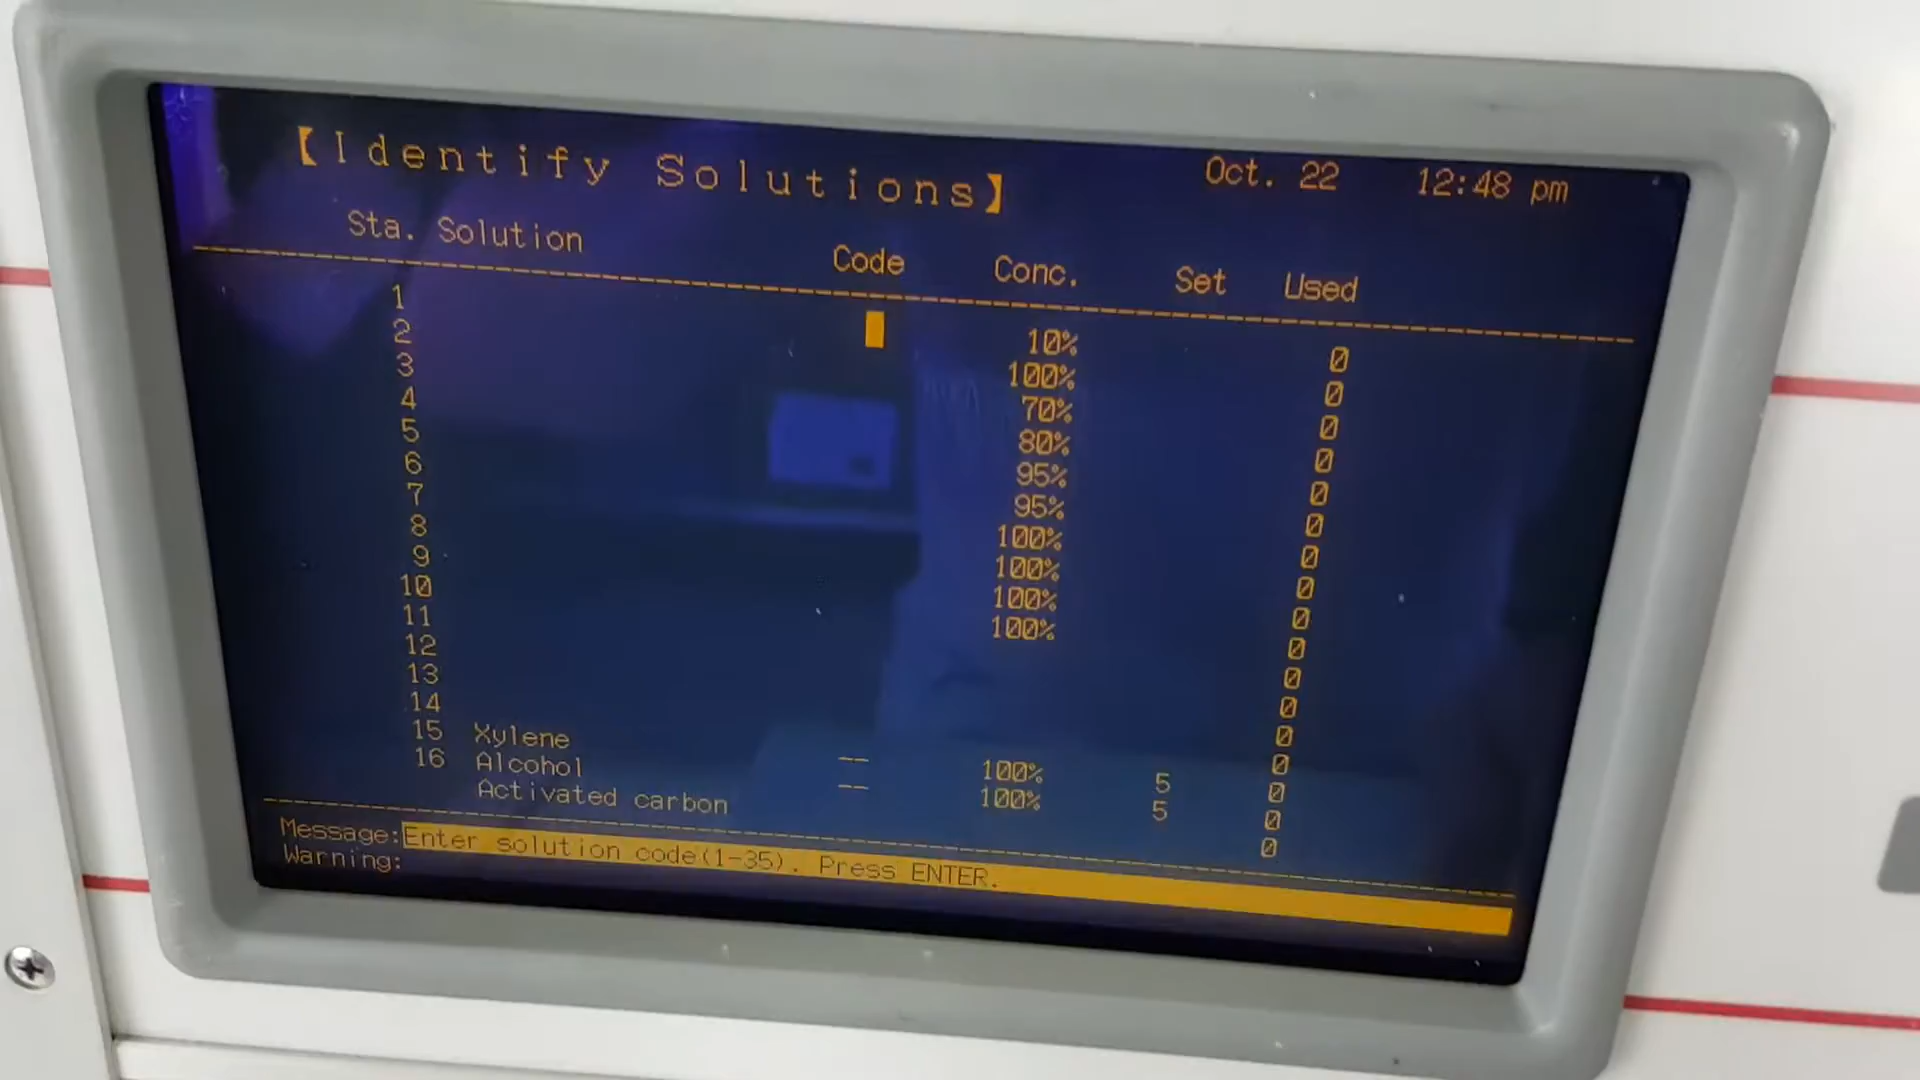 【Identify Solutions】 Oct. 22 12:48 pm
Sta. Solution Code Conc. Set Used
1 10% 0
2 100% 0
3 70% 0
4 80% 0
5 95% 0
6 95% 0
7 100% 0
8 100% 0
9 100% 0
10 100% 0
11 0
12 0
13 0
14 0
15 Xylene -- 100% 5 0
16 Alcohol -- 100% 5 0
Activated carbon 0
Message:Enter solution code(1-35). Press ENTER.
Warning: